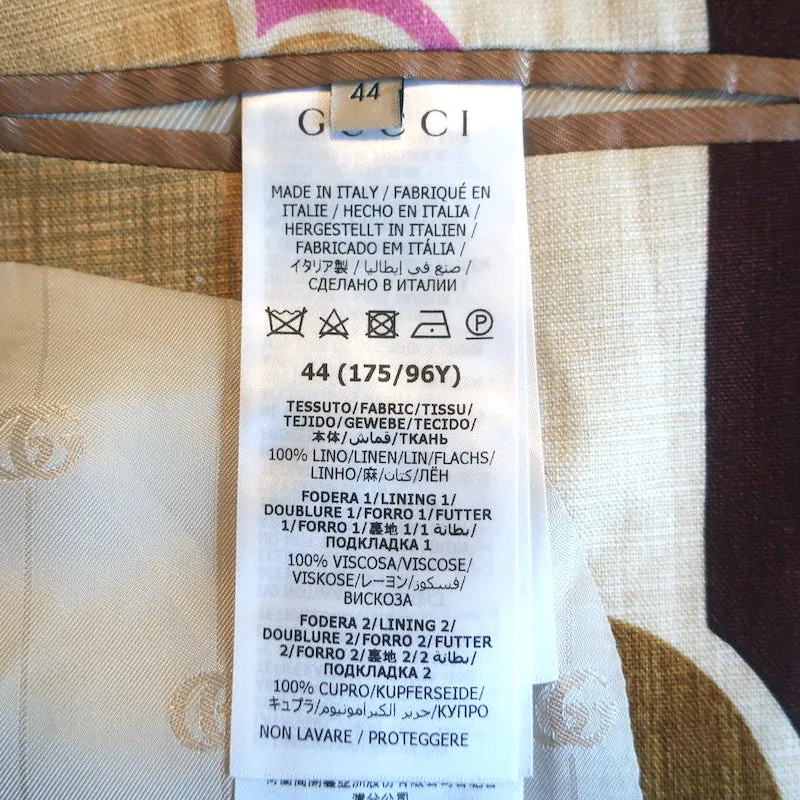 44
GUCCI
MADE IN ITALY / FABRIQUÉ EN
ITALIE / HECHO EN ITALIA /
HERGESTELLT IN ITALIEN /
FABRICADO EM ITÁLIA /
イタリア製 / صنع في إيطاليا /
СДЕЛАНО В ИТАЛИИ
P
44 (175/96Y)
TESSUTO/FABRIC/TISSU/
TEJIDO/GEWEBE/TECIDO/
本体/قماش/ТКАНЬ
100% LINO/LINEN/LIN/FLACHS/
LINHO/麻/كتان/ЛЁН
FODERA 1/LINING 1/
DOUBLURE 1/FORRO 1/FUTTER
1/FORRO 1/裏地 1/بطانة 1/
ПОДКЛАДКА 1
100% VISCOSA/VISCOSE/
VISKOSE/レーヨン/فسكوز/
ВИСКОЗА
FODERA 2/LINING 2/
DOUBLURE 2/FORRO 2/FUTTER
2/FORRO 2/裏地 2/بطانة 2/
ПОДКЛАДКА 2
100% CUPRO/KUPFERSEIDE/
キュプラ/حرير الكبرامونيوم/КУПРО
NON LAVARE / PROTEGGERE